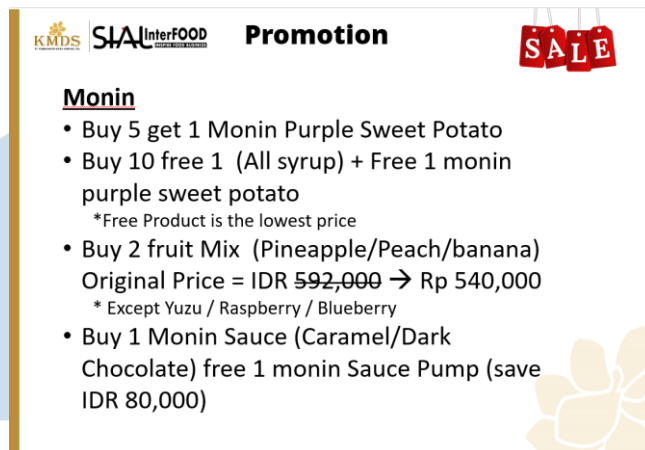 KMDS
SIAL InterFOOD
INSPIRE FOOD BUSINESS
Promotion
SALE
Monin
• Buy 5 get 1 Monin Purple Sweet Potato
• Buy 10 free 1 (All syrup) + Free 1 monin
purple sweet potato
*Free Product is the lowest price
• Buy 2 fruit Mix (Pineapple/Peach/banana)
Original Price = IDR 592,000 → Rp 540,000
* Except Yuzu / Raspberry / Blueberry
• Buy 1 Monin Sauce (Caramel/Dark
Chocolate) free 1 monin Sauce Pump (save
IDR 80,000)